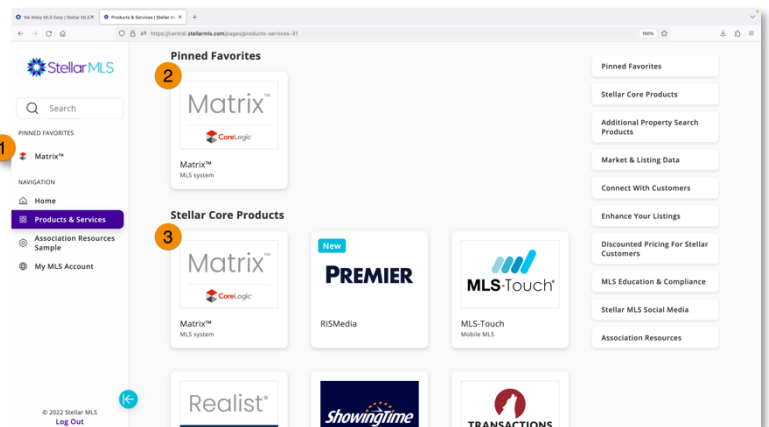 We Make MLS Easy | Stellar MLS
Products & Services | Stellar
https://central.stellarmls.com/pages/products-services-31
100%
StellarMLS
Search
PINNED FAVORITES
1
Matrix™
NAVIGATION
Home
Products & Services
Association Resources
Sample
My MLS Account
© 2022 Stellar MLS
Log Out
Pinned Favorites
2
Matrix™
CoreLogic
Matrix™
MLS system
Stellar Core Products
3
Matrix™
CoreLogic
Matrix™
MLS system
New
PREMIER
RISMedia
MLS-Touch®
MLS-Touch
Mobile MLS
Realist®
ShowingTime
TRANSACTIONS
Pinned Favorites
Stellar Core Products
Additional Property Search
Products
Market & Listing Data
Connect With Customers
Enhance Your Listings
Discounted Pricing For Stellar
Customers
MLS Education & Compliance
Stellar MLS Social Media
Association Resources